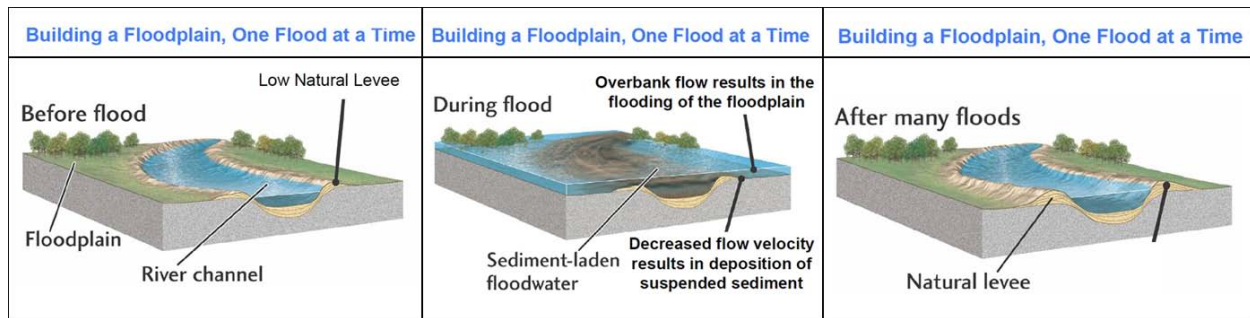 Building a Floodplain, One Flood at a Time
Low Natural Levee
Before flood
Floodplain
River channel
Building a Floodplain, One Flood at a Time
Overbank flow results in the
flooding of the floodplain
During flood
Sediment-laden
floodwater
Decreased flow velocity
results in deposition of
suspended sediment
Building a Floodplain, One Flood at a Time
After many floods
Natural levee